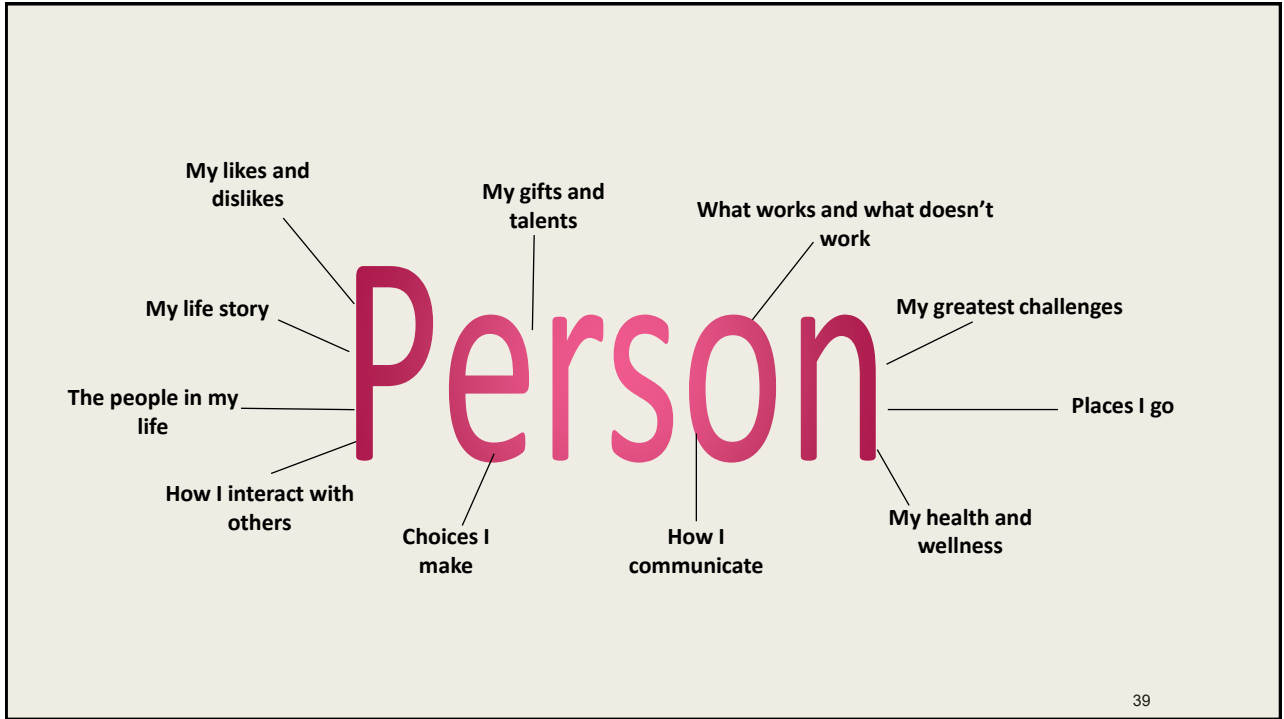 My likes and
dislikes
My gifts and
talents
What works and what doesn’t
work
My life story
My greatest challenges
Person
The people in my
life
Places I go
How I interact with
others
Choices I
make
How I
communicate
My health and
wellness
39